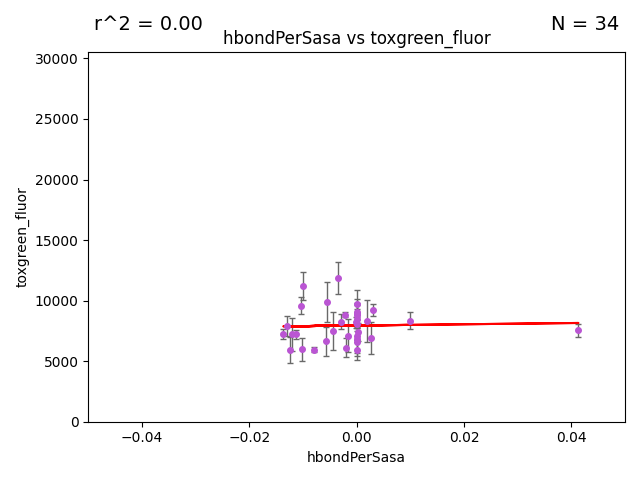 r^2 = 0.00
N = 34
hbondPerSasa vs toxgreen_fluor
30000
25000
20000
15000
10000
5000
0
toxgreen_fluor
−0.04
−0.02
0.00
0.02
0.04
hbondPerSasa